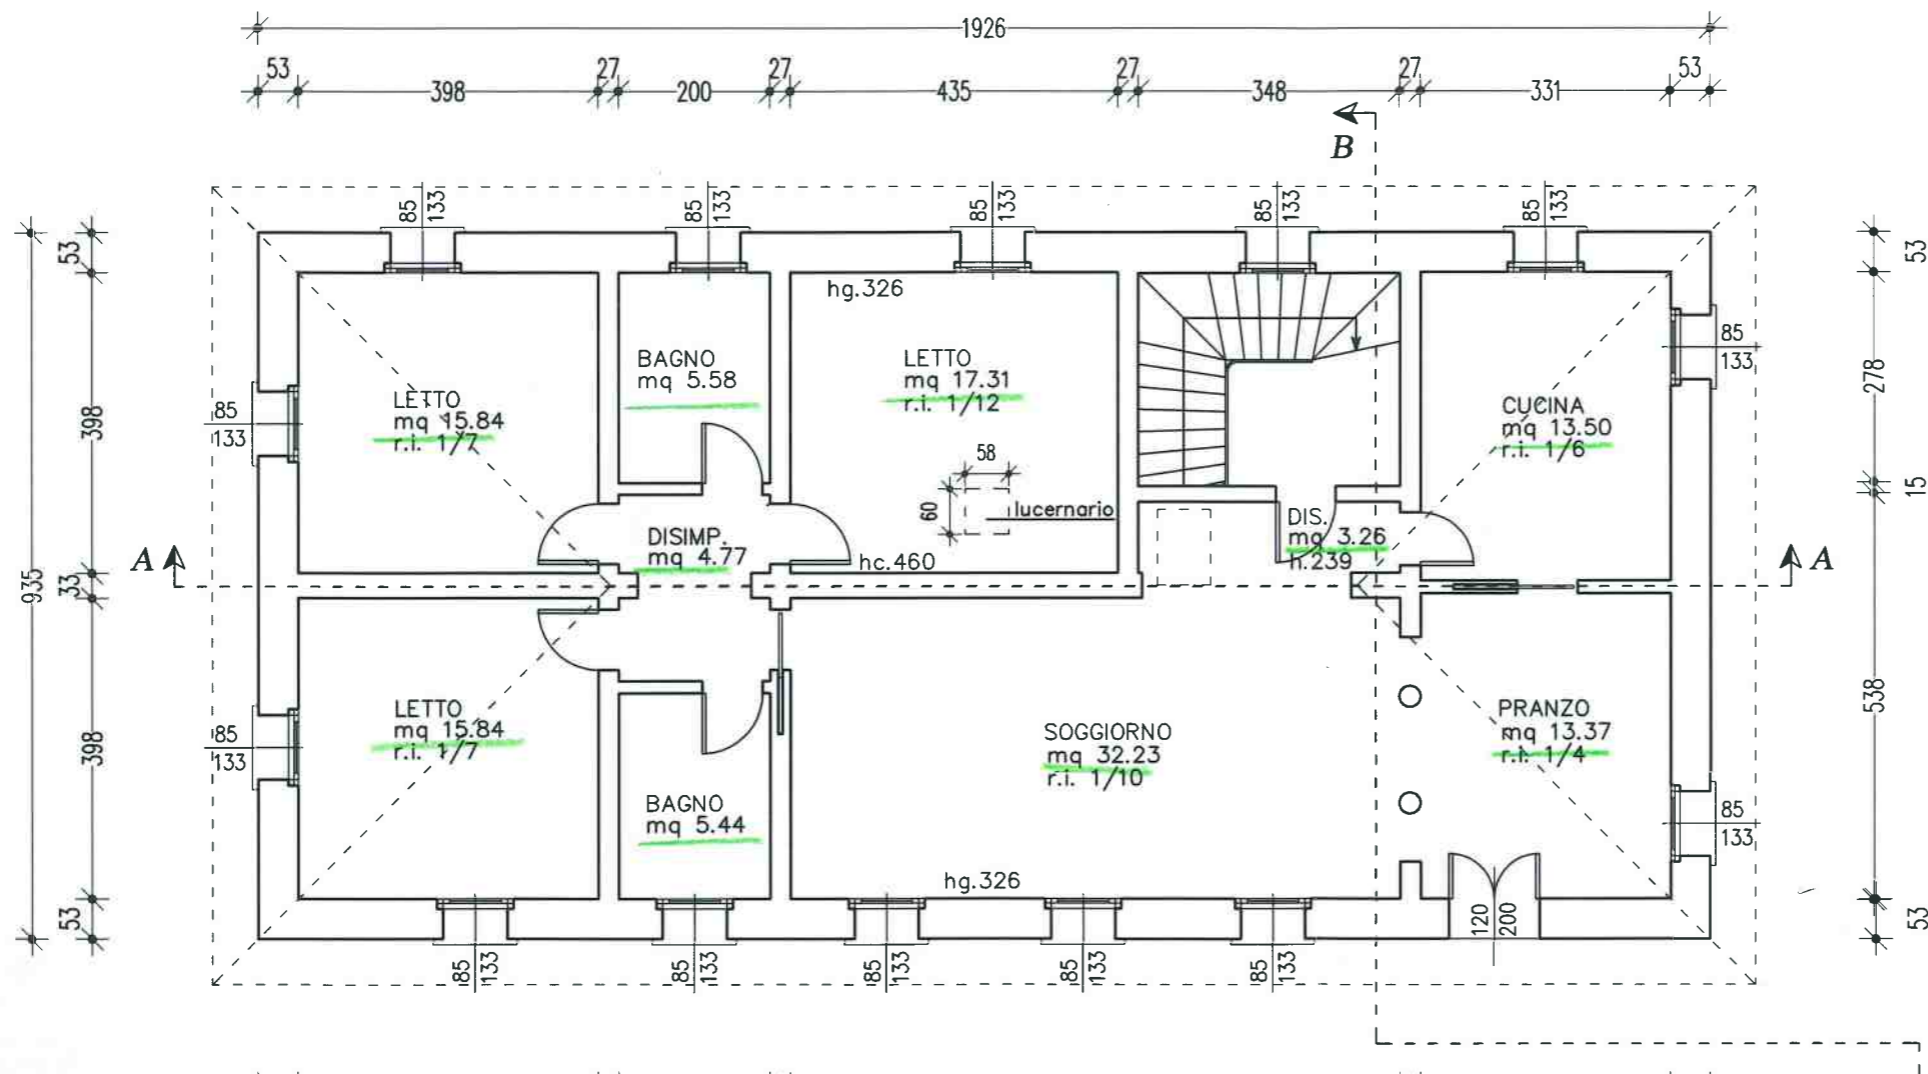 1926
53 398 27 200 27 435 27 348 27 331 53
B
85 133
85 133
85 133
85 133
85 133
935
53 398 33 398 53
53 278 15 538 53
hg.326
LETTO
mq 15.84
r.i. 1/7
BAGNO
mq 5.58
LETTO
mq 17.31
r.i. 1/12
58
60
lucernario
CUCINA
mq 13.50
r.i. 1/6
85
133
85
133
DISIMP.
mq 4.77
hc.460
DIS.
mq 3.26
h.239
A
A
LETTO
mq 15.84
r.i. 1/7
85
133
BAGNO
mq 5.44
SOGGIORNO
mq 32.23
r.i. 1/10
PRANZO
mq 13.37
r.i. 1/4
85
133
hg.326
120
200
85 133
85 133
85 133
85 133
85 133